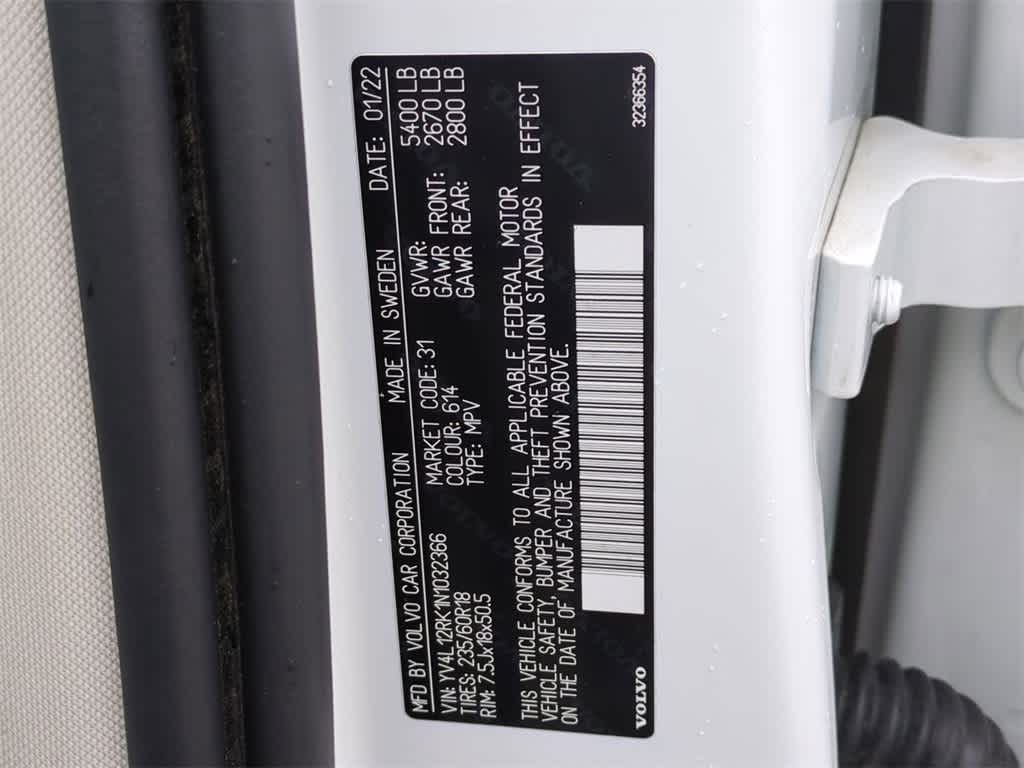 MFD BY VOLVO CAR CORPORATION MADE IN SWEDEN DATE: 01/22
VIN: YV4L12RK1N1032366 MARKET CODE: 31 GVWR: 5400 LB
TIRES: 235/60R18 COLOUR: 614 GAWR FRONT: 2670 LB
RIM: 7.5Jx18x50.5 TYPE: MPV GAWR REAR: 2800 LB
THIS VEHICLE CONFORMS TO ALL APPLICABLE FEDERAL MOTOR
VEHICLE SAFETY, BUMPER AND THEFT PREVENTION STANDARDS IN EFFECT
ON THE DATE OF MANUFACTURE SHOWN ABOVE.
VOLVO 32366354